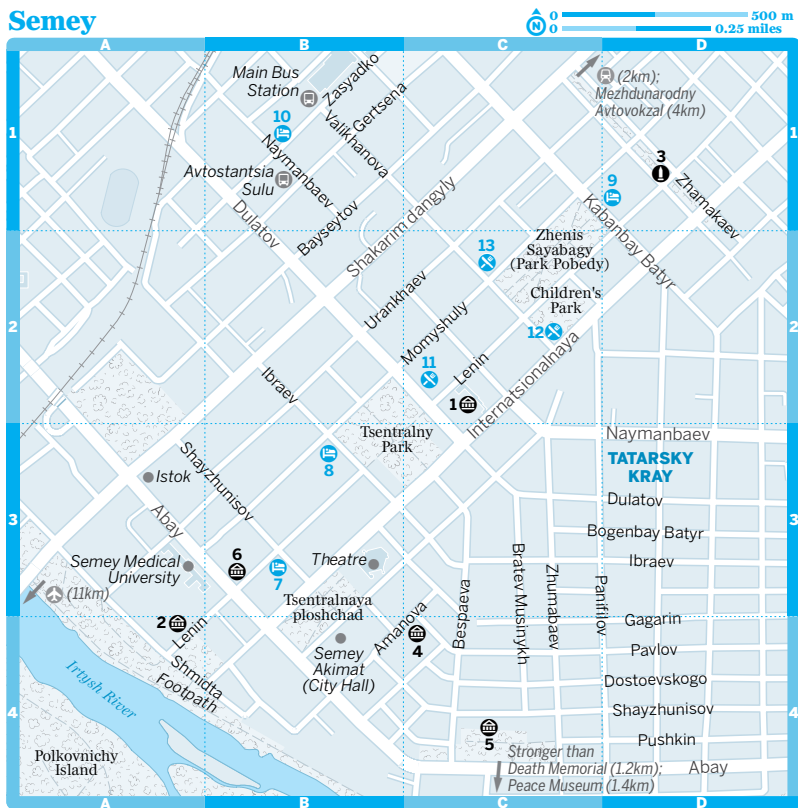 Semey
N
0
500 m
0
0.25 miles
A
B
C
D
Main Bus
Station
Zasyadko
Gertsena
Valikhanova
10
Naymanbaev
Avtostantsia
Sulu
Bayseytov
Dulatov
Shakarim dangyly
(2km);
Mezhdunarodny
Avtovokzal (4km)
3
9
Zhamakaev
Kabanbay Batyr
1
1
13
Zhenis
Sayabagy
(Park Pobedy)
Children's
Park
12
Urankhaev
Momyshuly
11
Lenin
1
Internatsionalnaya
Ibraev
2
2
Tsentralny
Park
Naymanbaev
TATARSKY
KRAY
8
Istok
Shayzhunisov
Abay
Dulatov
Bogenbay Batyr
Ibraev
3
3
Semey Medical
University
6
7
Theatre
(11km)
Tsentralnaya
ploshchad
Bespaeva
Bratev Musinykh
Zhumabaev
Panifilov
2
Lenin
Amanova
4
Gagarin
Pavlov
Semey
Akimat
(City Hall)
Shmidta
Footpath
Irtysh River
Dostoevskogo
Shayzhunisov
4
4
5
Pushkin
Polkovnichy
Island
Stronger than
Death Memorial (1.2km);
Peace Museum (1.4km)
Abay
A
B
C
D